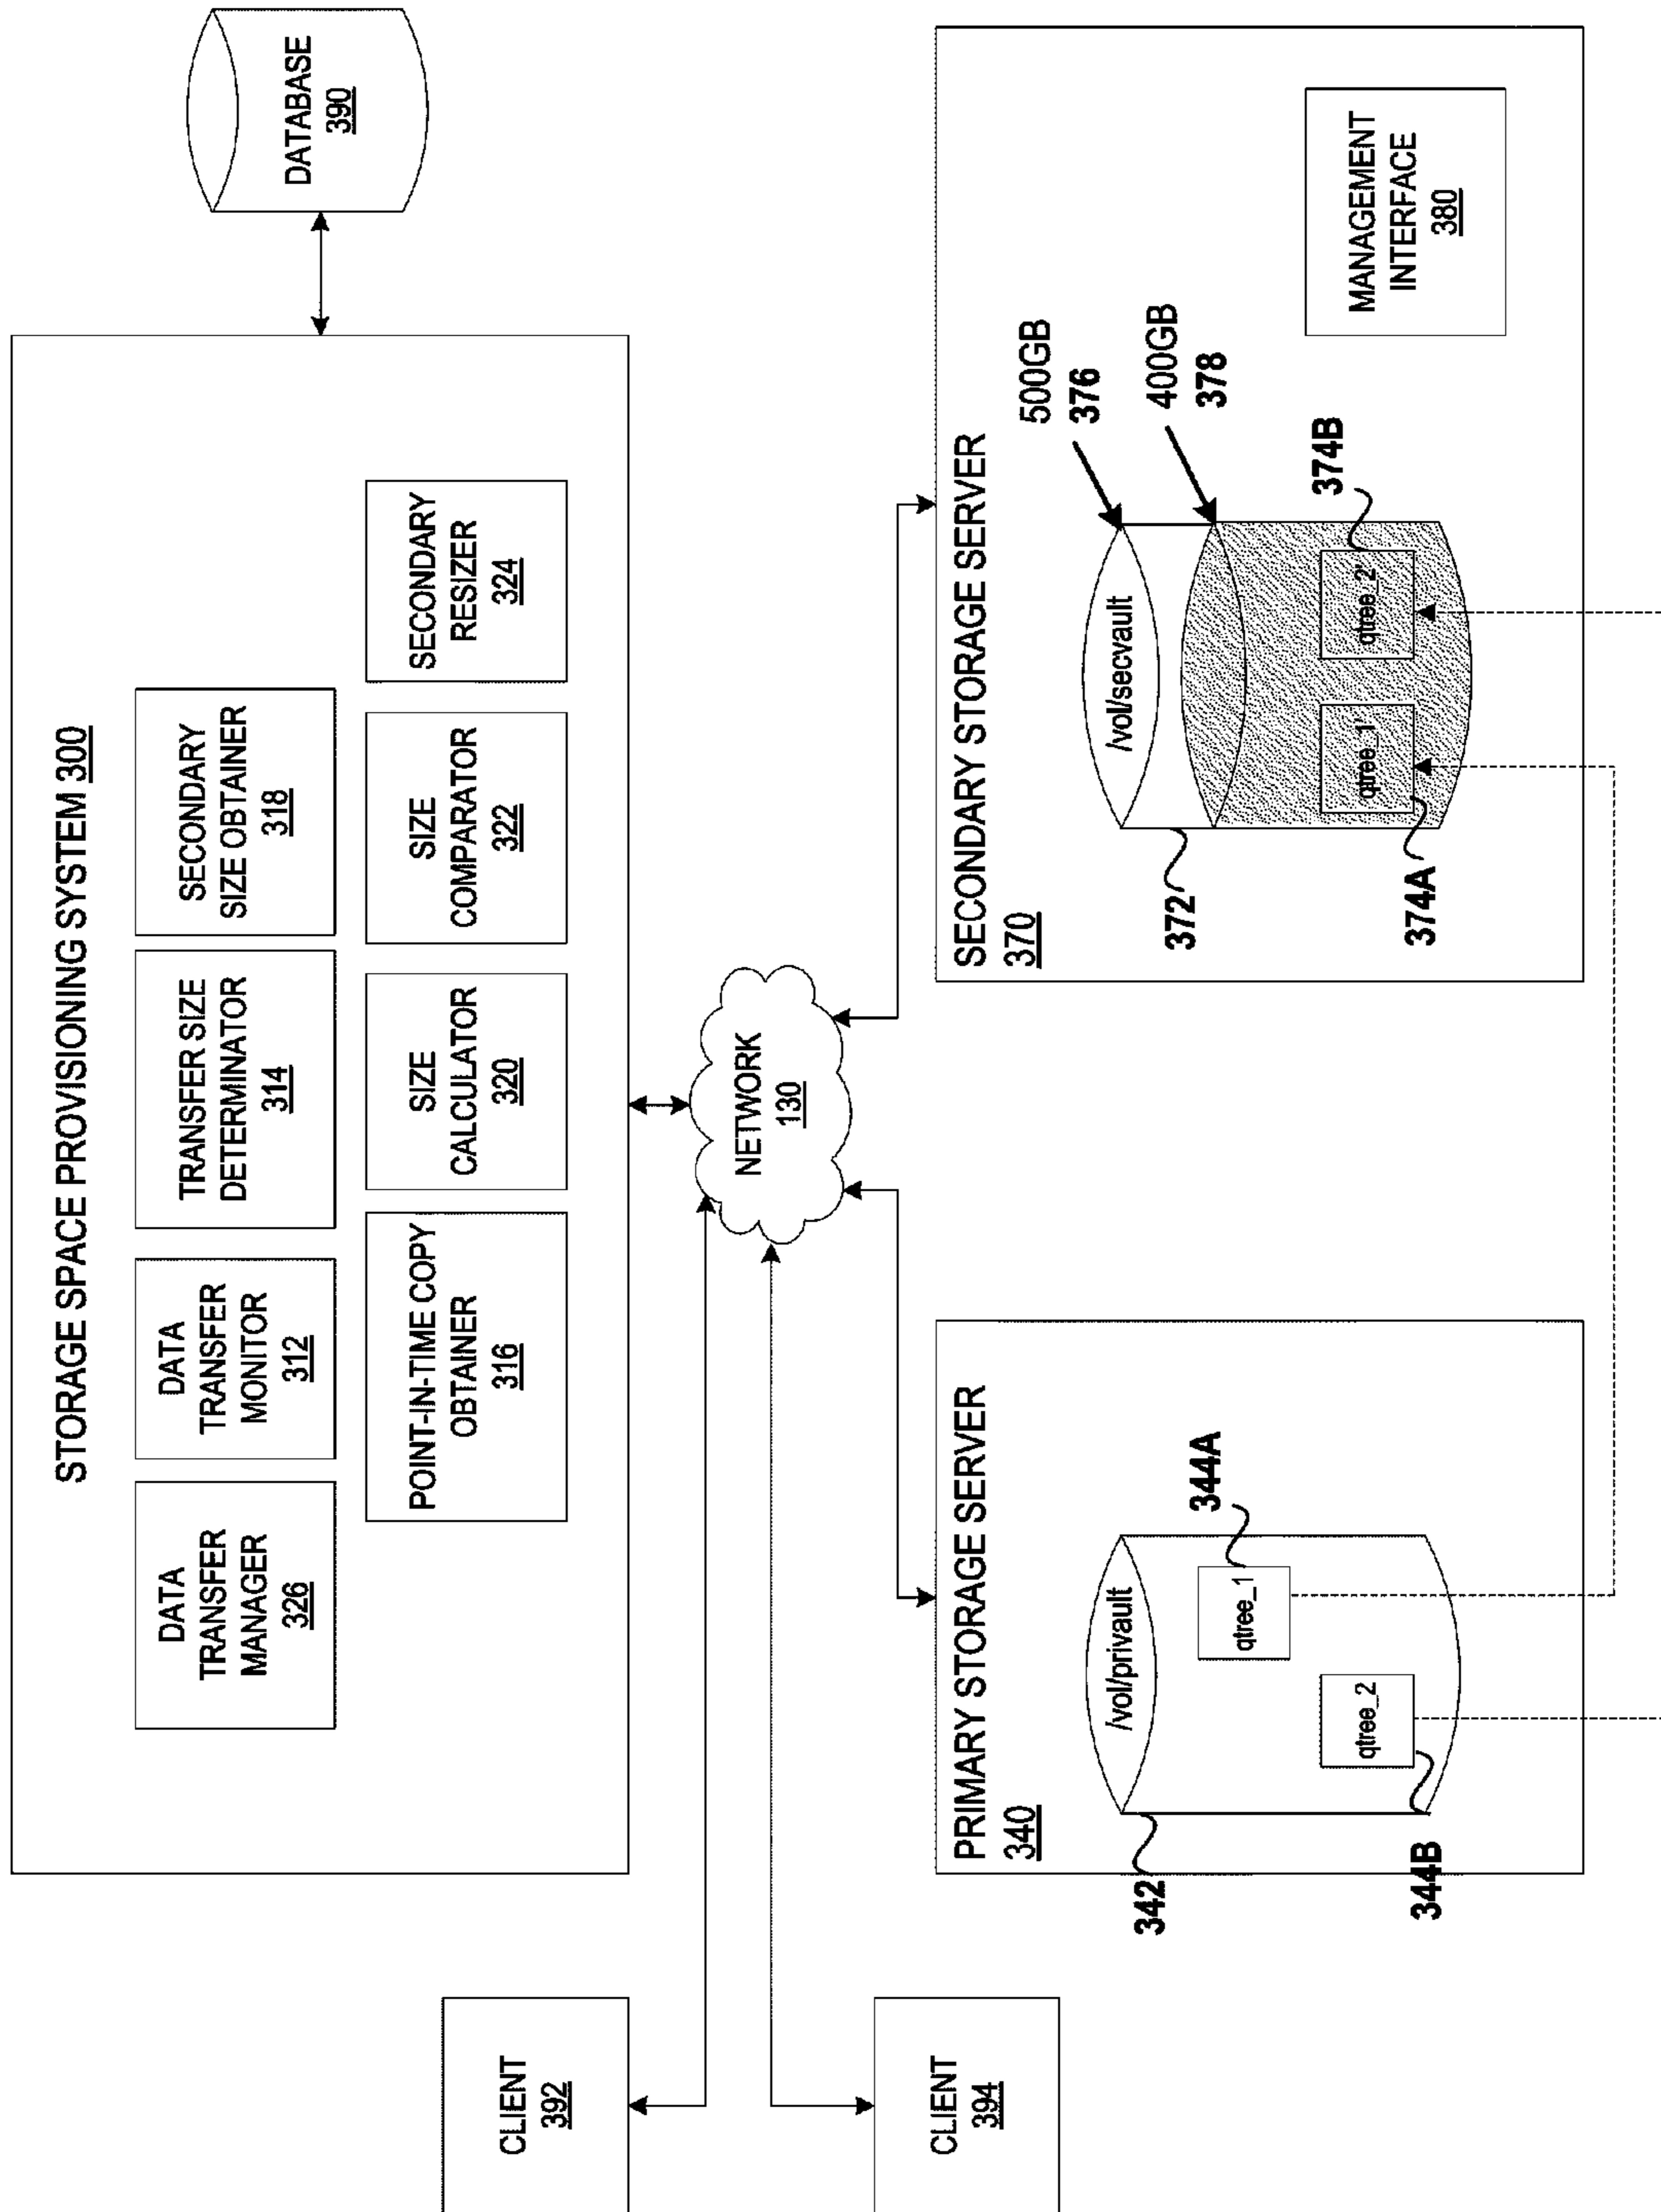 STORAGE SPACE PROVISIONING SYSTEM 300
DATA
TRANSFER
MANAGER
326
DATA
TRANSFER
MONITOR
312
TRANSFER SIZE
DETERMINATOR
314
SECONDARY
SIZE OBTAINER
318
POINT-IN-TIME COPY
OBTAINER
316
SIZE
CALCULATOR
320
SIZE
COMPARATOR
322
SECONDARY
RESIZER
324
DATABASE
390
CLIENT
392
CLIENT
394
NETWORK
130
PRIMARY STORAGE SERVER
340
/vol/privault
342
qtree_1
344A
qtree_2
344B
SECONDARY STORAGE SERVER
370
500GB
376
400GB
378
/vol/secvault
372
qtree_1'
374A
qtree_2'
374B
MANAGEMENT
INTERFACE
380